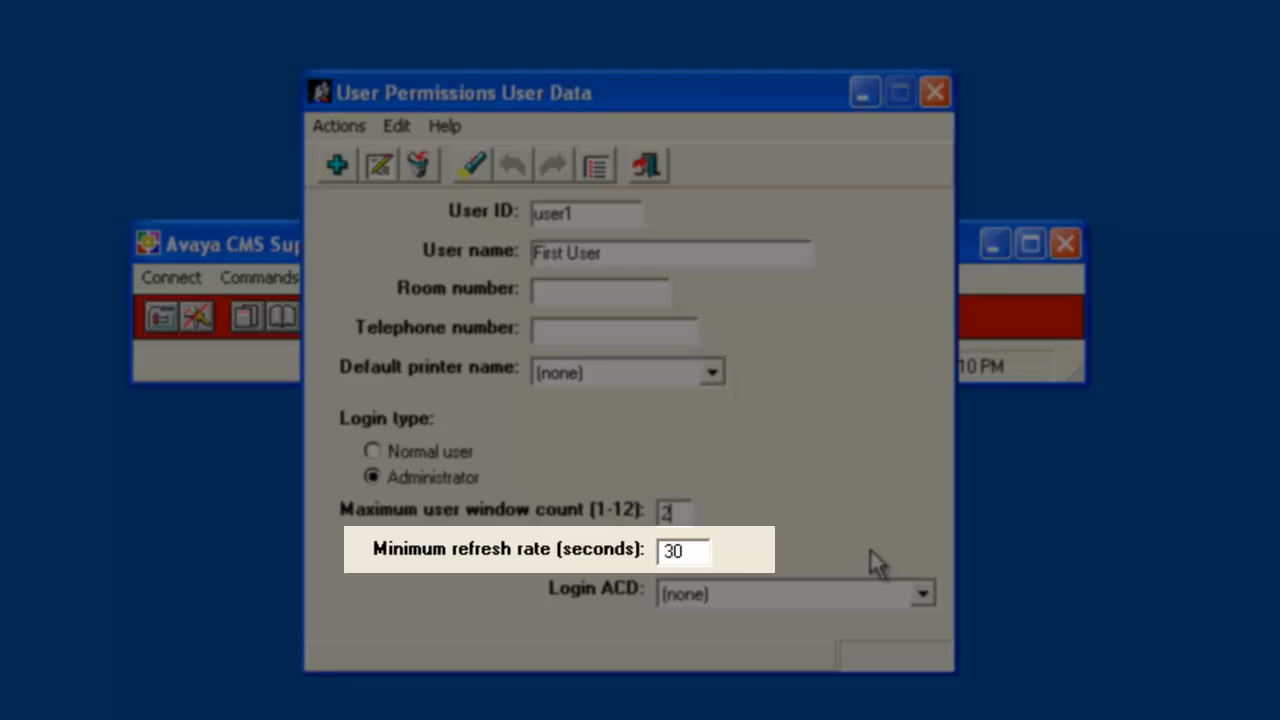 User Permissions User Data
Actions Edit Help
User ID: user1
Avaya CMS Sup
User name: First User
Connect Commands
Room number:
Telephone number:
Default printer name: (none)
10 PM
Login type:
Normal user
Administrator
Maximum user window count (1-12): 2
Minimum refresh rate (seconds): 30
Login ACD: (none)